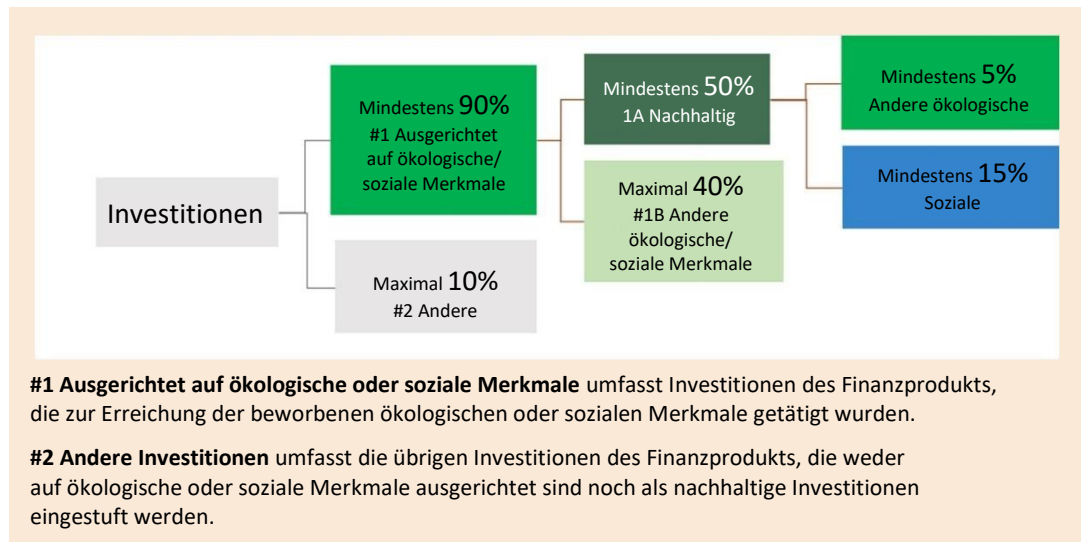 Investitionen
Mindestens 90%
#1 Ausgerichtet
auf ökologische/
soziale Merkmale
Maximal 10%
#2 Andere
Mindestens 50%
1A Nachhaltig
Maximal 40%
#1B Andere
ökologische/
soziale Merkmale
Mindestens 5%
Andere ökologische
Mindestens 15%
Soziale
#1 Ausgerichtet auf ökologische oder soziale Merkmale umfasst Investitionen des Finanzprodukts,
die zur Erreichung der beworbenen ökologischen oder sozialen Merkmale getätigt wurden.
#2 Andere Investitionen umfasst die übrigen Investitionen des Finanzprodukts, die weder
auf ökologische oder soziale Merkmale ausgerichtet sind noch als nachhaltige Investitionen
eingestuft werden.